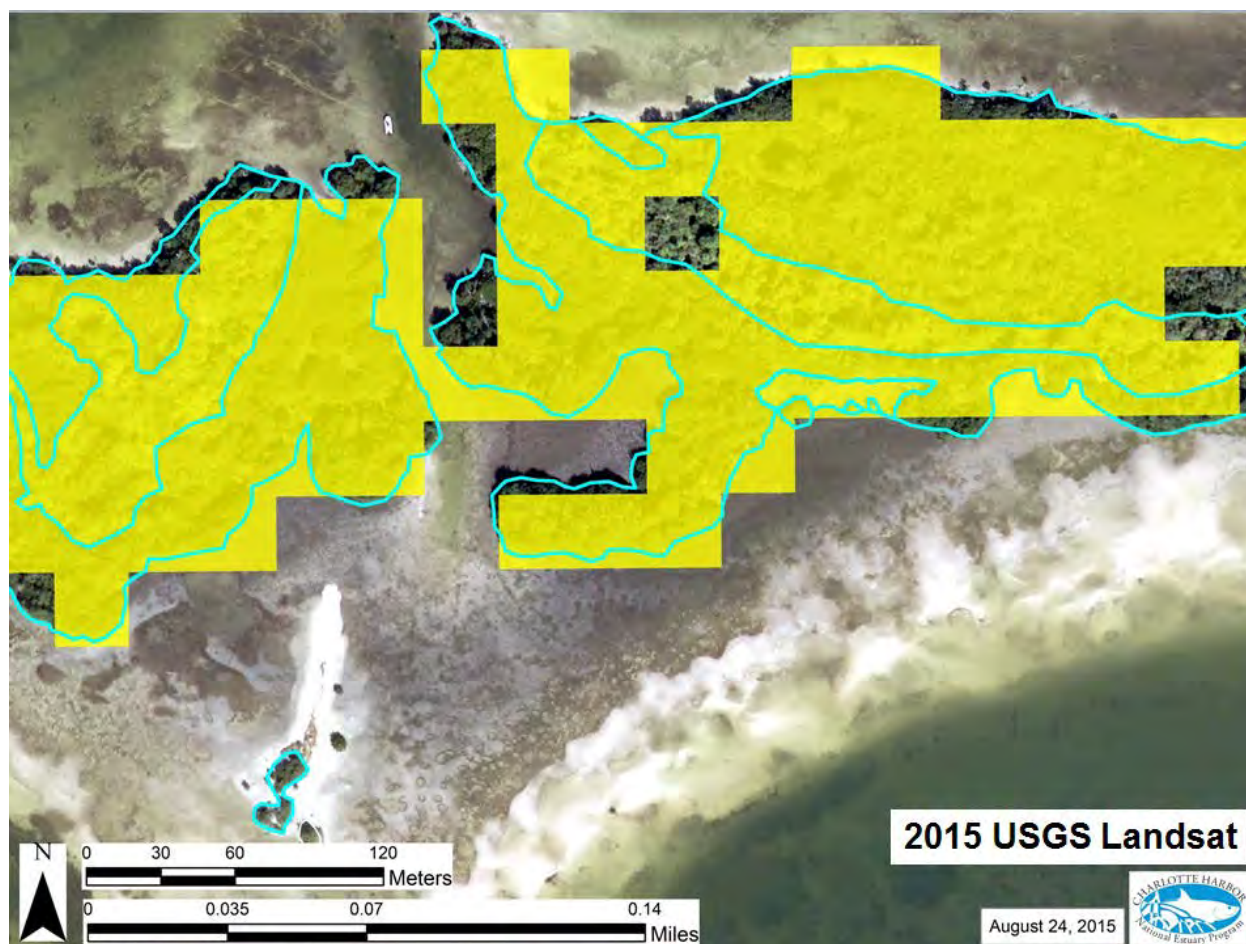 2015 USGS Landsat
N
0 30 60 120
Meters
0 0.035 0.07 0.14
Miles
August 24, 2015
CHARLOTTE HARBOR
National Estuary Program